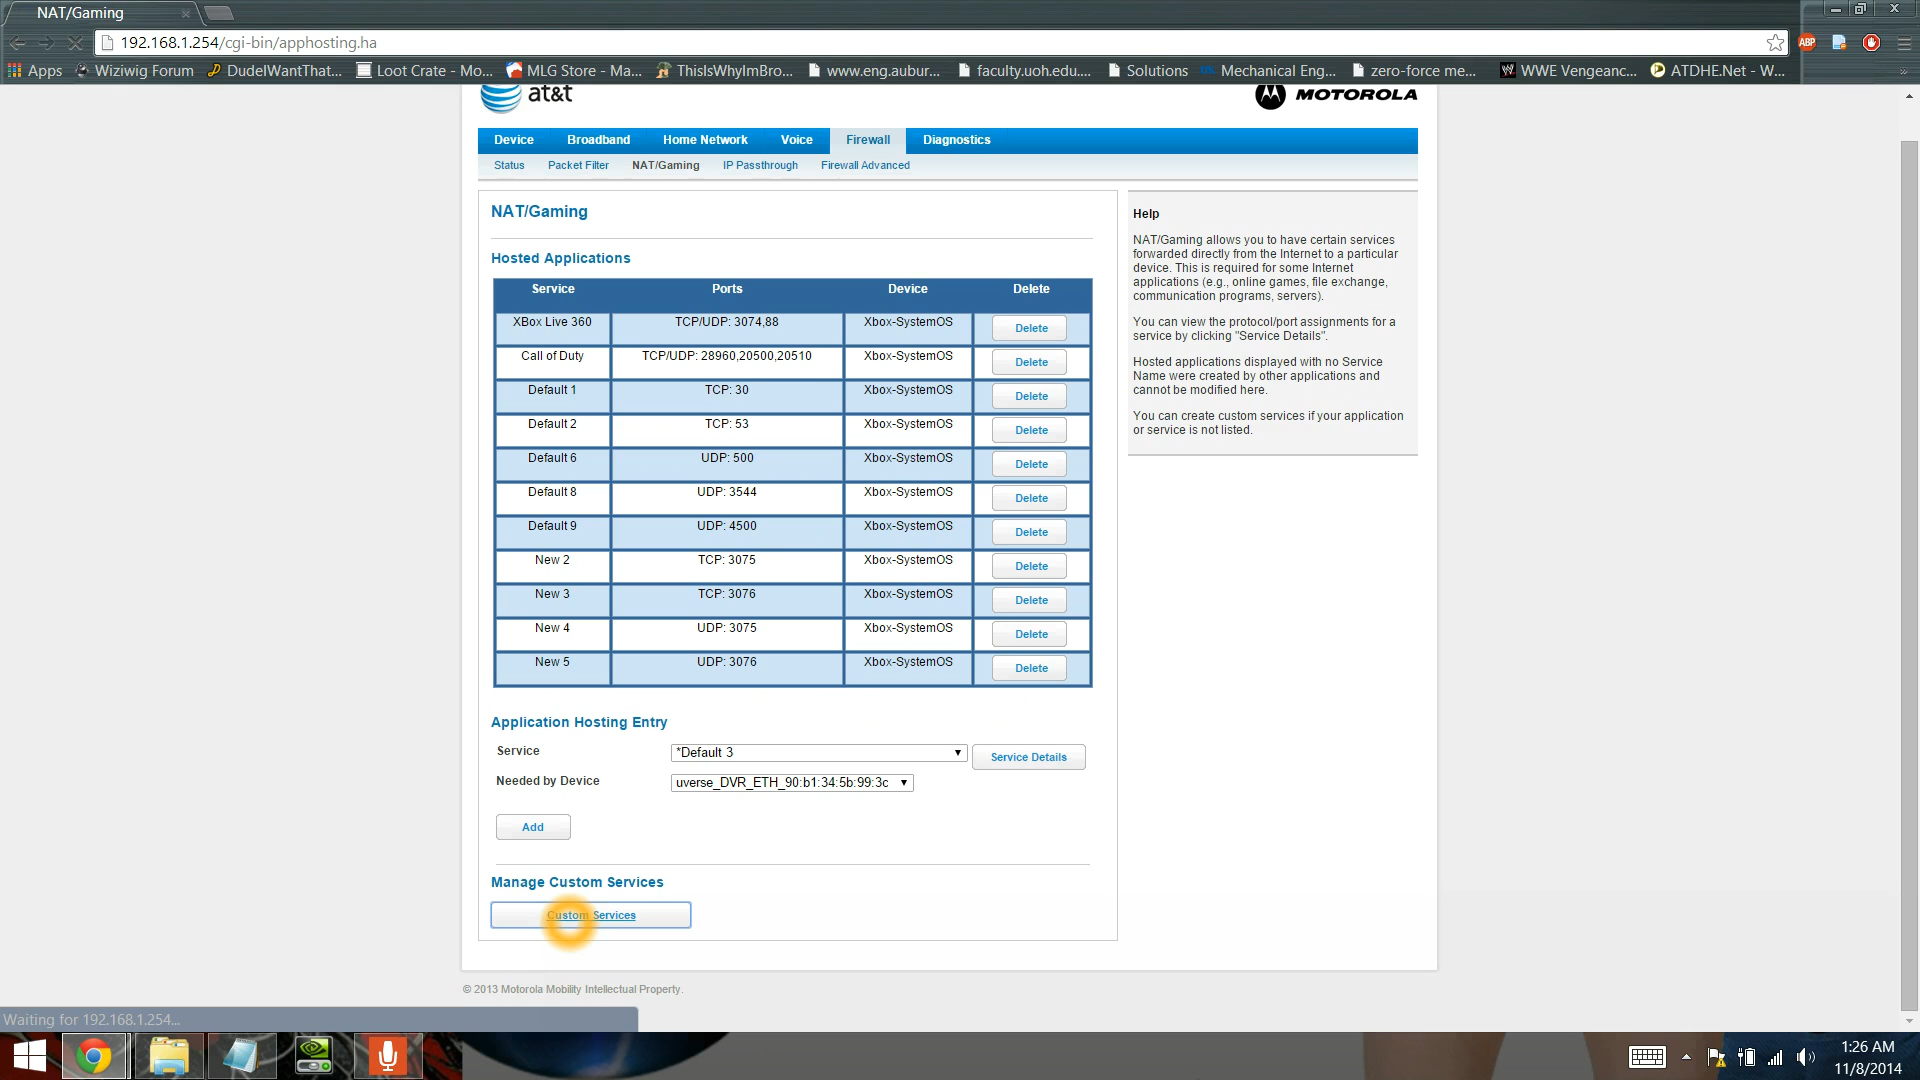 NAT/Gaming
192.168.1.254/cgi-bin/apphosting.ha
ABP
Apps
Wiziwig Forum
DudeIWantThat...
Loot Crate - Mo...
MLG Store - Ma...
ThisIsWhyImBro...
www.eng.aubur...
faculty.uoh.edu....
Solutions
Mechanical Eng...
zero-force me...
WWE Vengeanc...
ATDHE.Net - W...
»
at&t
MOTOROLA
Device Broadband Home Network Voice Firewall Diagnostics
Status Packet Filter NAT/Gaming IP Passthrough Firewall Advanced
NAT/Gaming
Hosted Applications
Service Ports Device Delete
XBox Live 360 TCP/UDP: 3074,88 Xbox-SystemOS Delete
Call of Duty TCP/UDP: 28960,20500,20510 Xbox-SystemOS Delete
Default 1 TCP: 30 Xbox-SystemOS Delete
Default 2 TCP: 53 Xbox-SystemOS Delete
Default 6 UDP: 500 Xbox-SystemOS Delete
Default 8 UDP: 3544 Xbox-SystemOS Delete
Default 9 UDP: 4500 Xbox-SystemOS Delete
New 2 TCP: 3075 Xbox-SystemOS Delete
New 3 TCP: 3076 Xbox-SystemOS Delete
New 4 UDP: 3075 Xbox-SystemOS Delete
New 5 UDP: 3076 Xbox-SystemOS Delete
Application Hosting Entry
Service *Default 3 Service Details
Needed by Device uverse_DVR_ETH_90:b1:34:5b:99:3c
Add
Manage Custom Services
Custom Services
Help
NAT/Gaming allows you to have certain services
forwarded directly from the Internet to a particular
device. This is required for some Internet
applications (e.g., online games, file exchange,
communication programs, servers).
You can view the protocol/port assignments for a
service by clicking "Service Details".
Hosted applications displayed with no Service
Name were created by other applications and
cannot be modified here.
You can create custom services if your application
or service is not listed.
© 2013 Motorola Mobility Intellectual Property.
Waiting for 192.168.1.254...
1:26 AM
11/8/2014